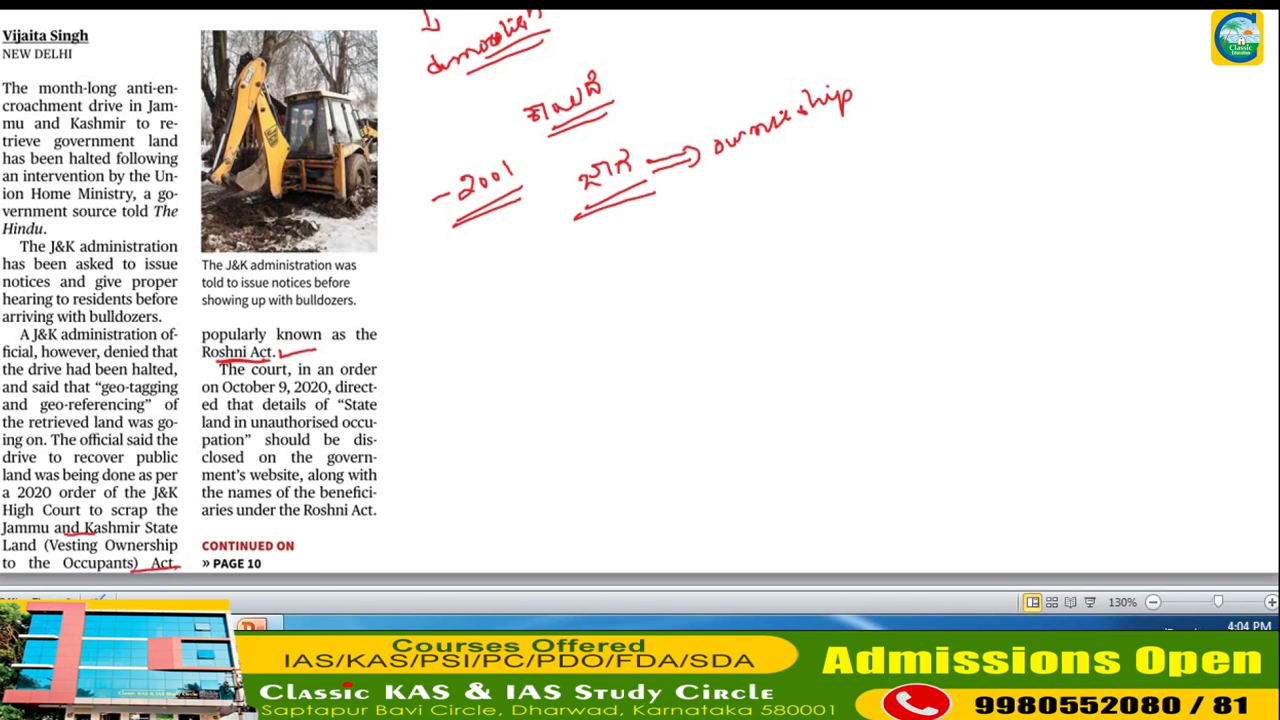 Vijaita Singh
NEW DELHI
The month-long anti-en-
croachment drive in Jam-
mu and Kashmir to re-
trieve government land
has been halted following
an intervention by the Un-
ion Home Ministry, a go-
vernment source told The
Hindu.
The J&K administration
has been asked to issue
notices and give proper
hearing to residents before
arriving with bulldozers.
A J&K administration of-
ficial, however, denied that
the drive had been halted,
and said that “geo-tagging
and geo-referencing” of
the retrieved land was go-
ing on. The official said the
drive to recover public
land was being done as per
a 2020 order of the J&K
High Court to scrap the
Jammu and Kashmir State
Land (Vesting Ownership
to the Occupants) Act,
The J&K administration was
told to issue notices before
showing up with bulldozers.
popularly known as the
Roshni Act.
The court, in an order
on October 9, 2020, direct-
ed that details of “State
land in unauthorised occu-
pation” should be dis-
closed on the govern-
ment’s website, along with
the names of the benefici-
aries under the Roshni Act.
CONTINUED ON
» PAGE 10
ownership
- 2001
Classic
Education
130%
4:04 PM
Courses Offered
IAS/KAS/PSI/PC/PDO/FDA/SDA
Classic KAS & IAS Study Circle
Saptapur Bavi Circle, Dharwad, Karnataka 580001
Admissions Open
9980552080 / 81